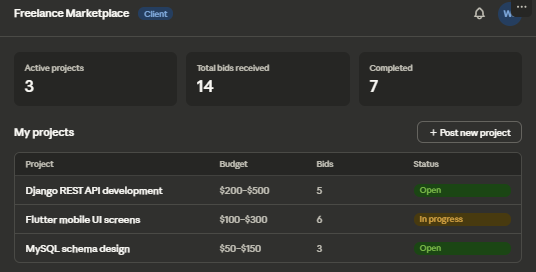 Freelance Marketplace Client
Active projects Total bids received Completed
3 14 7
My projects + Post new project
Project Budget Bids Status
Django REST API development $200–$500 5 Open
Flutter mobile UI screens $100–$300 6 In progress
MySQL schema design $50–$150 3 Open